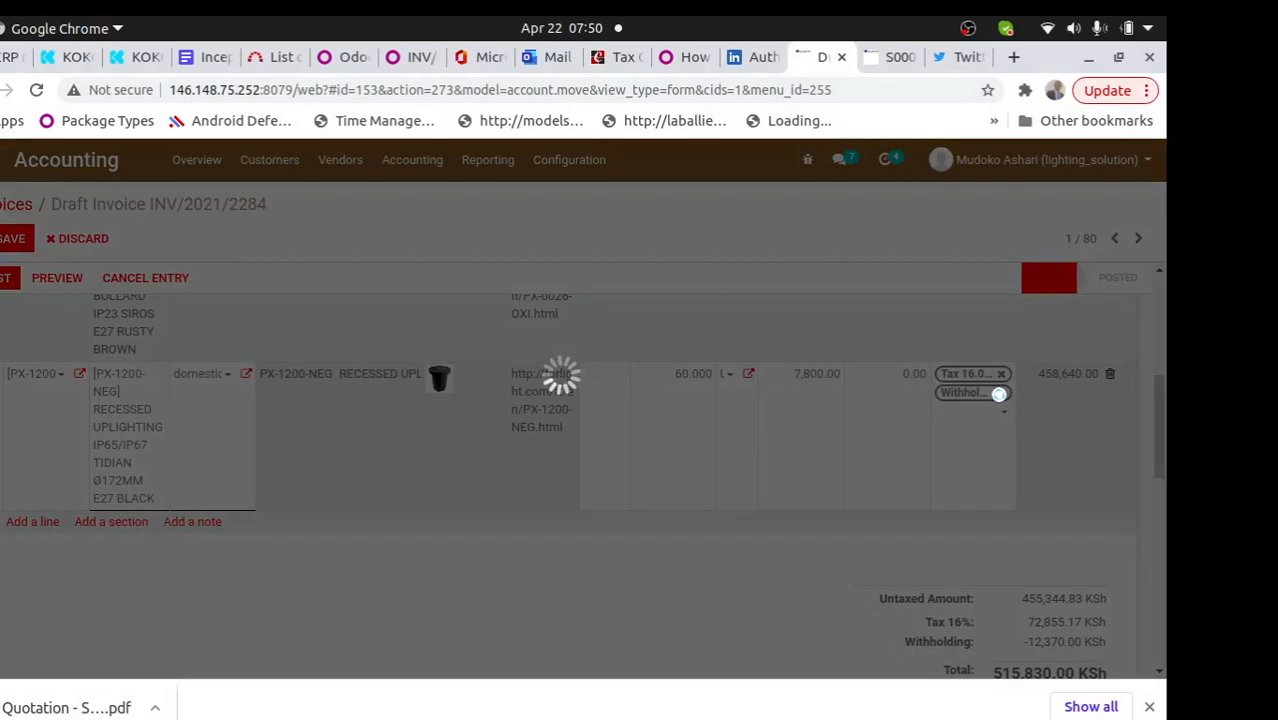 Google Chrome
Apr 22 07:50
ERP n KOKO KOK Incep List o Odo INV/ Micr Mail Tax C How Auth D S000 Twitt
Not secure 146.148.75.252:8079/web?#id=153&action=273&model=account.move&view_type=form&cids=1&menu_id=255 Update
pps Package Types Android Defe... Time Manage... http://models... http://laballie... Loading... » Other bookmarks
Accounting Overview Customers Vendors Accounting Reporting Configuration 7 4 Mudoko Ashari (lighting_solution)
oices / Draft Invoice INV/2021/2284
SAVE DISCARD 1 / 80
ST PREVIEW CANCEL ENTRY POSTED
BOLLARD
IP23 SIROS
E27 RUSTY
BROWN
n/PX-0026-
OXI.html
[PX-1200 [PX-1200- domestic PX-1200-NEG RECESSED UPL 60.000 7,800.00 0.00 Tax 16.0... 458,640.00
NEG]
RECESSED
UPLIGHTING
IP65/IP67
TIDIAN
Ø172MM
E27 BLACK
n/PX-1200-
NEG.html
Withhol...
Add a line Add a section Add a note
Untaxed Amount: 455,344.83 KSh
Tax 16%: 72,855.17 KSh
Withholding: -12,370.00 KSh
Total: 515,830.00 KSh
Quotation - S....pdf Show all